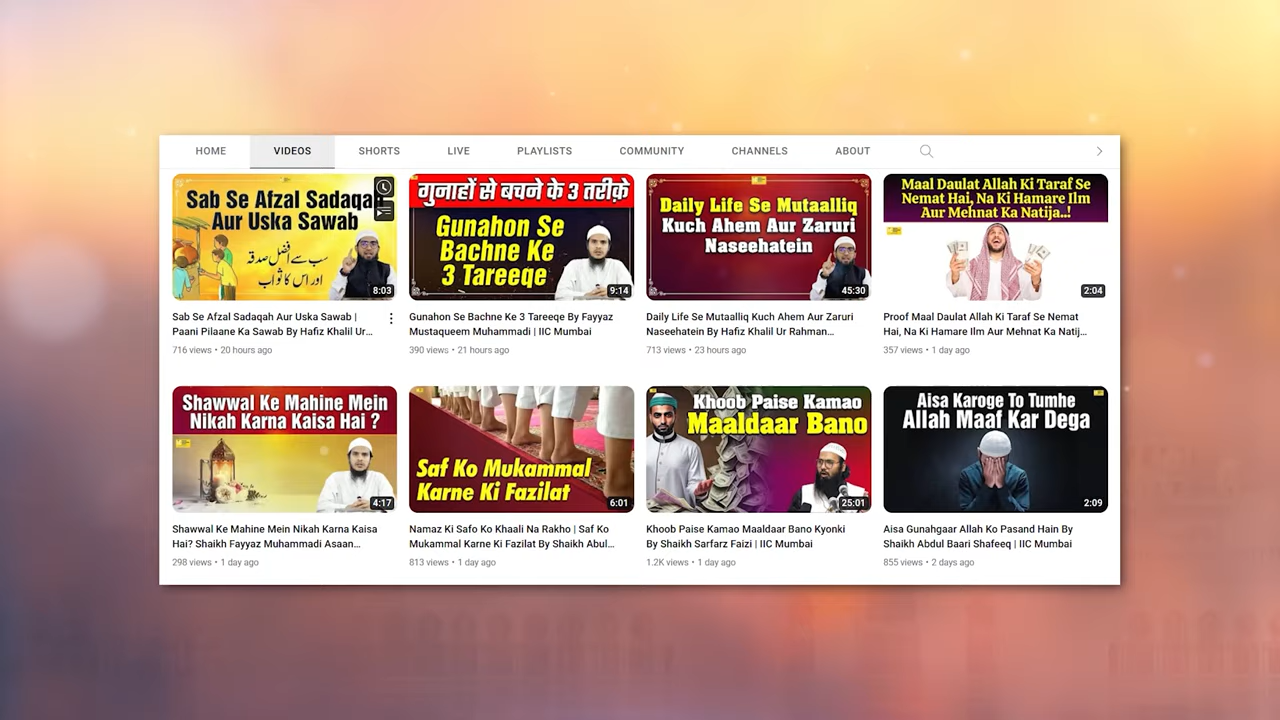 HOME VIDEOS SHORTS LIVE PLAYLISTS COMMUNITY CHANNELS ABOUT
Sab Se Afzal Sadaqah
Aur Uska Sawab
سب سے افضل صدقہ
اور اس کا ثواب
8:03
Sab Se Afzal Sadaqah Aur Uska Sawab |
Paani Pilaane Ka Sawab By Hafiz Khalil Ur...
716 views • 20 hours ago
गुनाहों से बचने के 3 तरीक़े
Gunahon Se
Bachne Ke
3 Tareeqe
9:14
Gunahon Se Bachne Ke 3 Tareeqe By Fayyaz
Mustaqueem Muhammadi | IIC Mumbai
390 views • 21 hours ago
Daily Life Se Mutaalliq
Kuch Ahem Aur Zaruri
Naseehatein
45:30
Daily Life Se Mutaalliq Kuch Ahem Aur Zaruri
Naseehatein By Hafiz Khalil Ur Rahman...
713 views • 23 hours ago
Maal Daulat Allah Ki Taraf Se
Nemat Hai, Na Ki Hamare Ilm
Aur Mehnat Ka Natija..!
2:04
Proof Maal Daulat Allah Ki Taraf Se Nemat
Hai, Na Ki Hamare Ilm Aur Mehnat Ka Natij...
357 views • 1 day ago
Shawwal Ke Mahine Mein
Nikah Karna Kaisa Hai ?
4:17
Shawwal Ke Mahine Mein Nikah Karna Kaisa
Hai? Shaikh Fayyaz Muhammadi Asaan...
298 views • 1 day ago
Saf Ko Mukammal
Karne Ki Fazilat
6:01
Namaz Ki Safo Ko Khaali Na Rakho | Saf Ko
Mukammal Karne Ki Fazilat By Shaikh Abul...
813 views • 1 day ago
Khoob Paise Kamao
Maaldaar Bano
25:01
Khoob Paise Kamao Maaldaar Bano Kyonki
By Shaikh Sarfarz Faizi | IIC Mumbai
1.2K views • 1 day ago
Aisa Karoge To Tumhe
Allah Maaf Kar Dega
2:09
Aisa Gunahgaar Allah Ko Pasand Hain By
Shaikh Abdul Baari Shafeeq | IIC Mumbai
855 views • 2 days ago